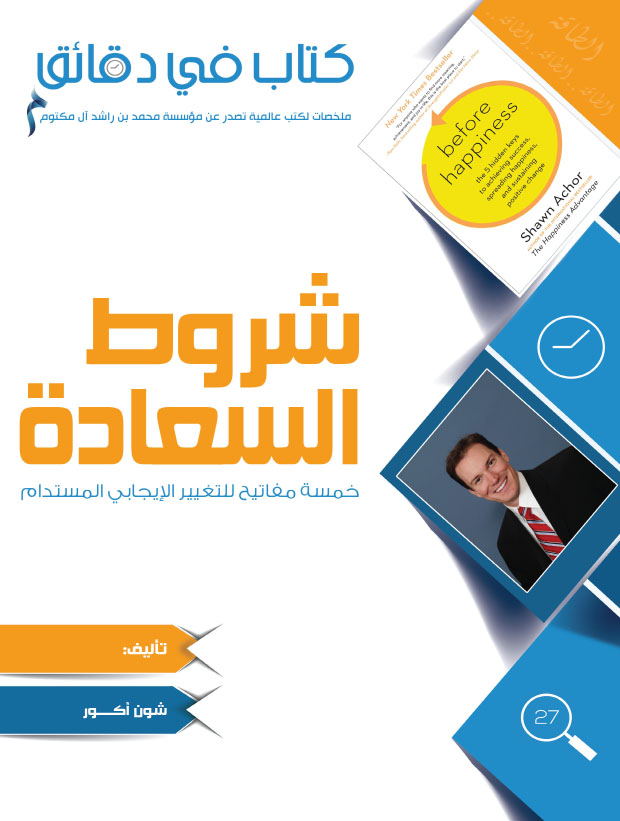 كتاب في دقائق
ملخصات لكتب عالمية تصدر عن مؤسسة محمد بن راشد آل مكتوم
الطاقة
New York Times Bestseller
before
happiness
the 5 hidden keys
to achieving success,
spreading happiness,
and sustaining
positive change
Shawn Achor
The Happiness Advantage
شروط
السعادة
خمسة مفاتيح للتغيير الإيجابي المستدام
تأليف:
شون أكــور
27